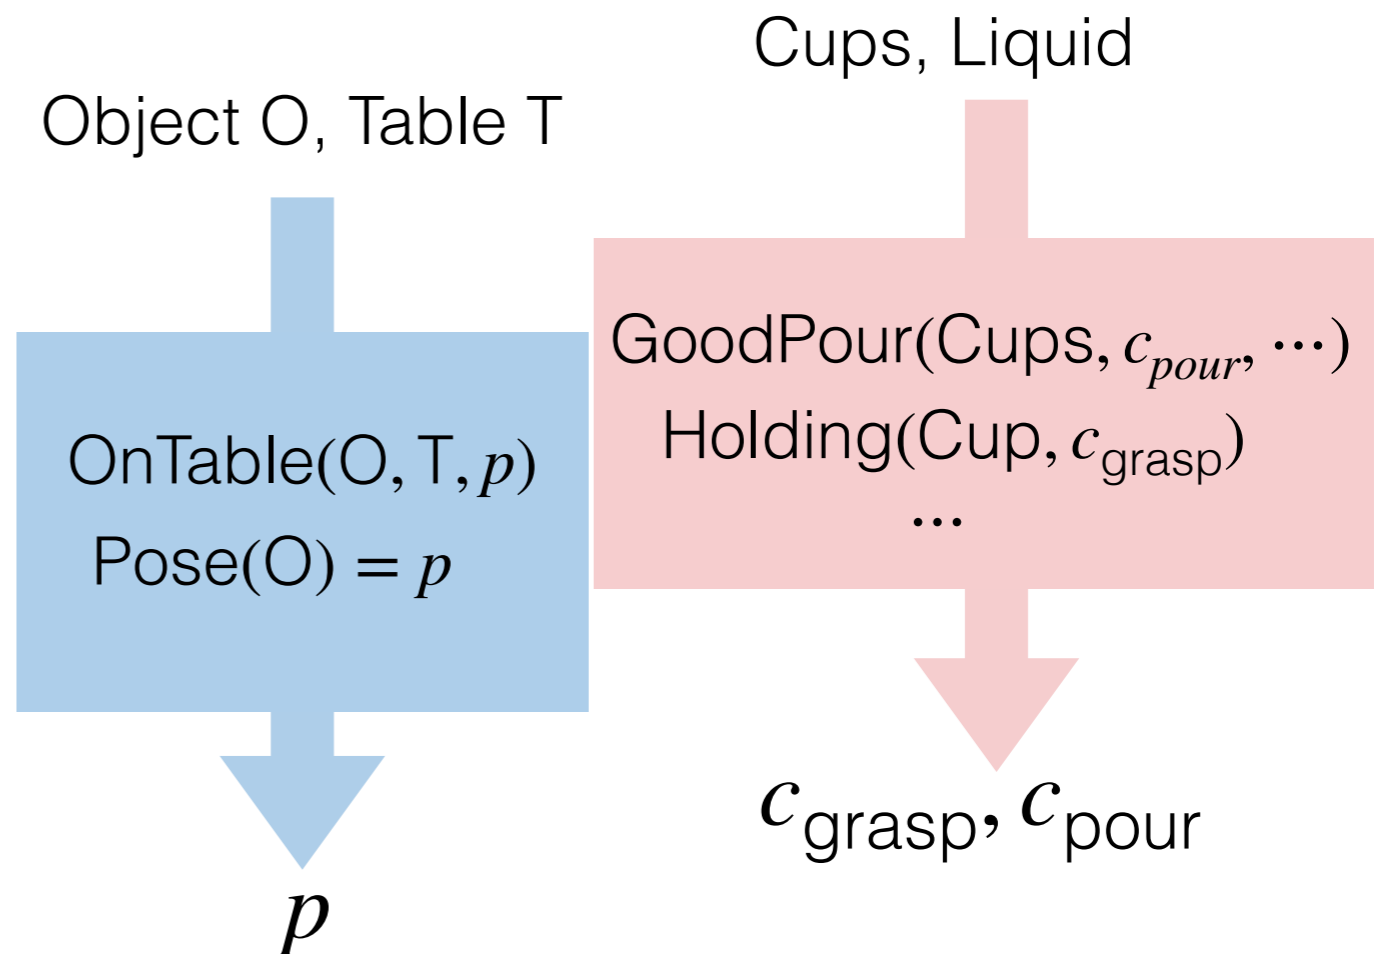 Object O, Table T
OnTable(O, T, p)
Pose(O) = p
p
Cups, Liquid
GoodPour(Cups, c_pour, ⋯)
Holding(Cup, c_grasp)
⋯
c_grasp, c_pour